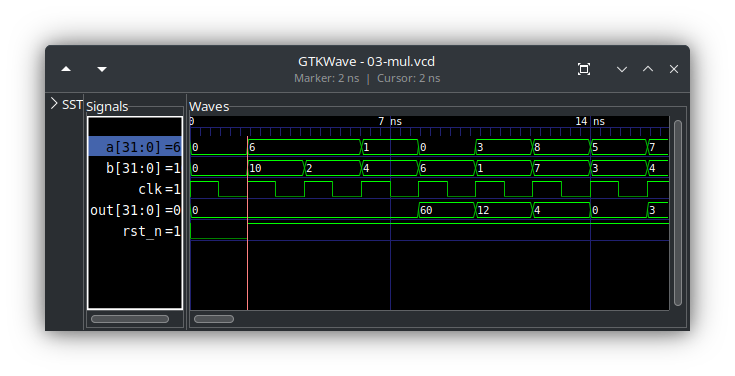 GTKWave - 03-mul.vcd
Marker: 2 ns | Cursor: 2 ns
SST
Signals
Waves
0 7 ns 14 ns
a[31:0]=6 0 6 1 0 3 8 5 7
b[31:0]=1 0 10 2 4 6 1 7 3 4
clk=1
out[31:0]=0 0 60 12 4 0 3
rst_n=1